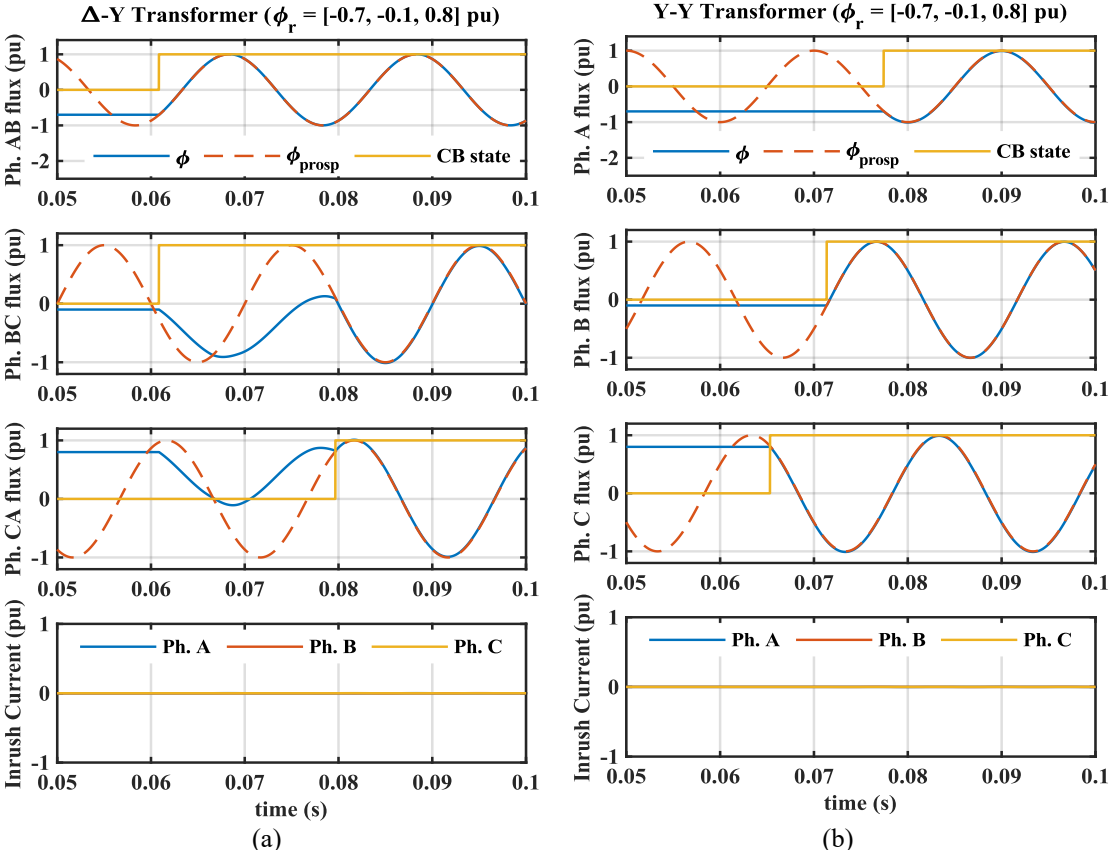 Δ-Y Transformer (ϕr = [-0.7, -0.1, 0.8] pu)
Ph. AB flux (pu)
1
0
-1
-2
ϕ ϕprosp CB state
0.05 0.06 0.07 0.08 0.09 0.1
Ph. BC flux (pu)
1
0
-1
0.05 0.06 0.07 0.08 0.09 0.1
Ph. CA flux (pu)
1
0
-1
0.05 0.06 0.07 0.08 0.09 0.1
Inrush Current (pu)
1
0
-1
Ph. A Ph. B Ph. C
0.05 0.06 0.07 0.08 0.09 0.1
time (s)
(a)
Y-Y Transformer (ϕr = [-0.7, -0.1, 0.8] pu)
Ph. A flux (pu)
1
0
-1
-2
ϕ ϕprosp CB state
0.05 0.06 0.07 0.08 0.09 0.1
Ph. B flux (pu)
1
0
-1
0.05 0.06 0.07 0.08 0.09 0.1
Ph. C flux (pu)
1
0
-1
0.05 0.06 0.07 0.08 0.09 0.1
Inrush Current (pu)
1
0
-1
Ph. A Ph. B Ph. C
0.05 0.06 0.07 0.08 0.09 0.1
time (s)
(b)